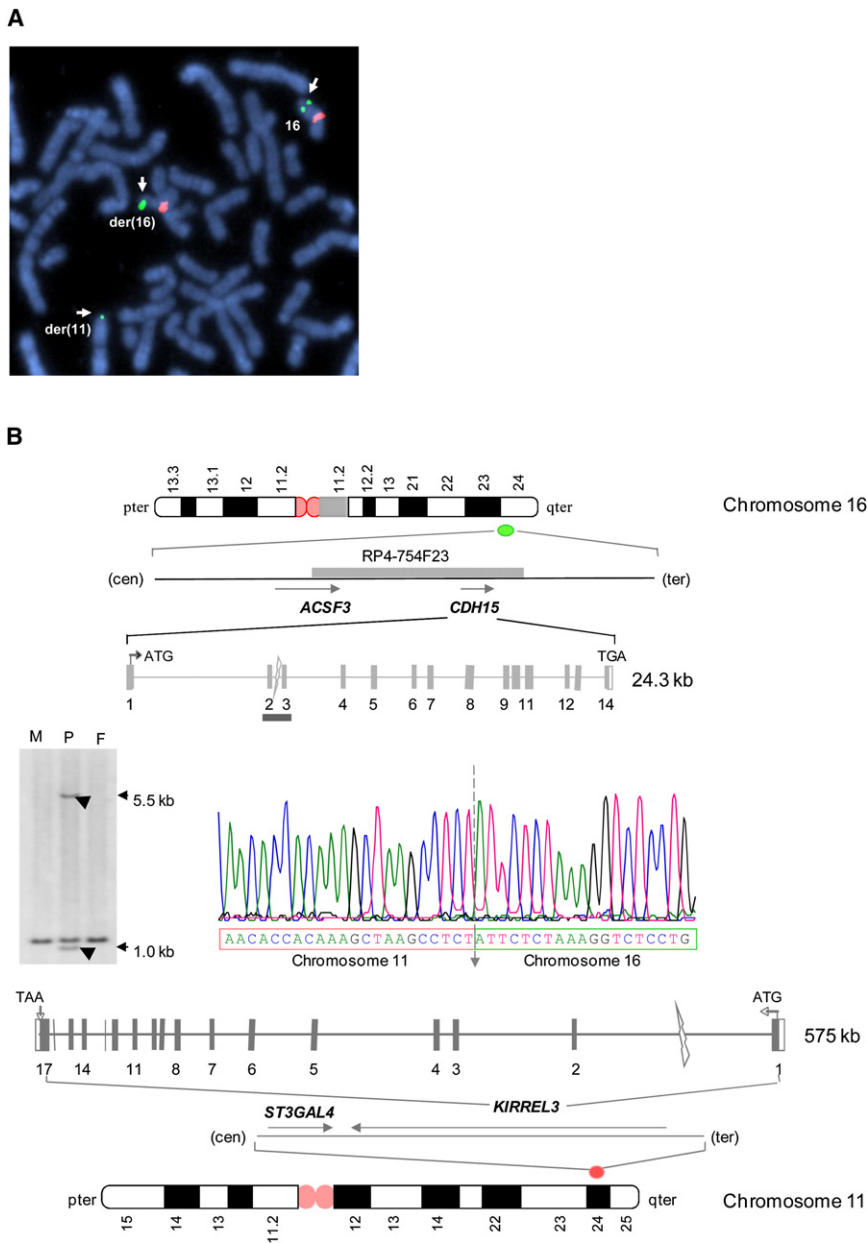 A
16
der(16)
der(11)
B
13.3 13.1 12 11.2 11.2 12.2 13 21 22 23 24
pter qter Chromosome 16
RP4-754F23
(cen) (ter)
ACSF3 CDH15
ATG TGA
24.3 kb
1 2 3 4 5 6 7 8 9 11 12 14
M P F
5.5 kb
1.0 kb
AACACCACAAAGCTAAGCCTCTATTCTCTAAAGGTCTCCTG
Chromosome 11 Chromosome 16
TAA ATG
575 kb
17 14 11 8 7 6 5 4 3 2 1
ST3GAL4 KIRREL3
(cen) (ter)
pter qter Chromosome 11
15 14 13 11.2 12 13 14 22 23 24 25